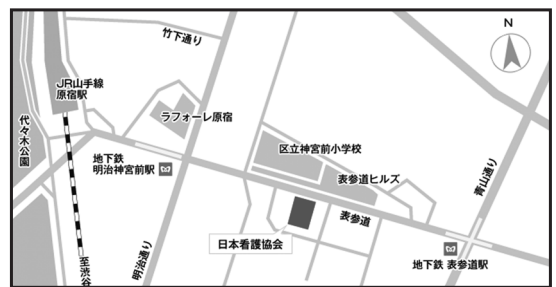 N
竹下通り
JR山手線
原宿駅
代々木公園
ラフォーレ原宿
区立神宮前小学校
地下鉄
明治神宮前駅
表参道ヒルズ
青山通り
表参道
日本看護協会
明治通り
至渋谷
地下鉄 表参道駅